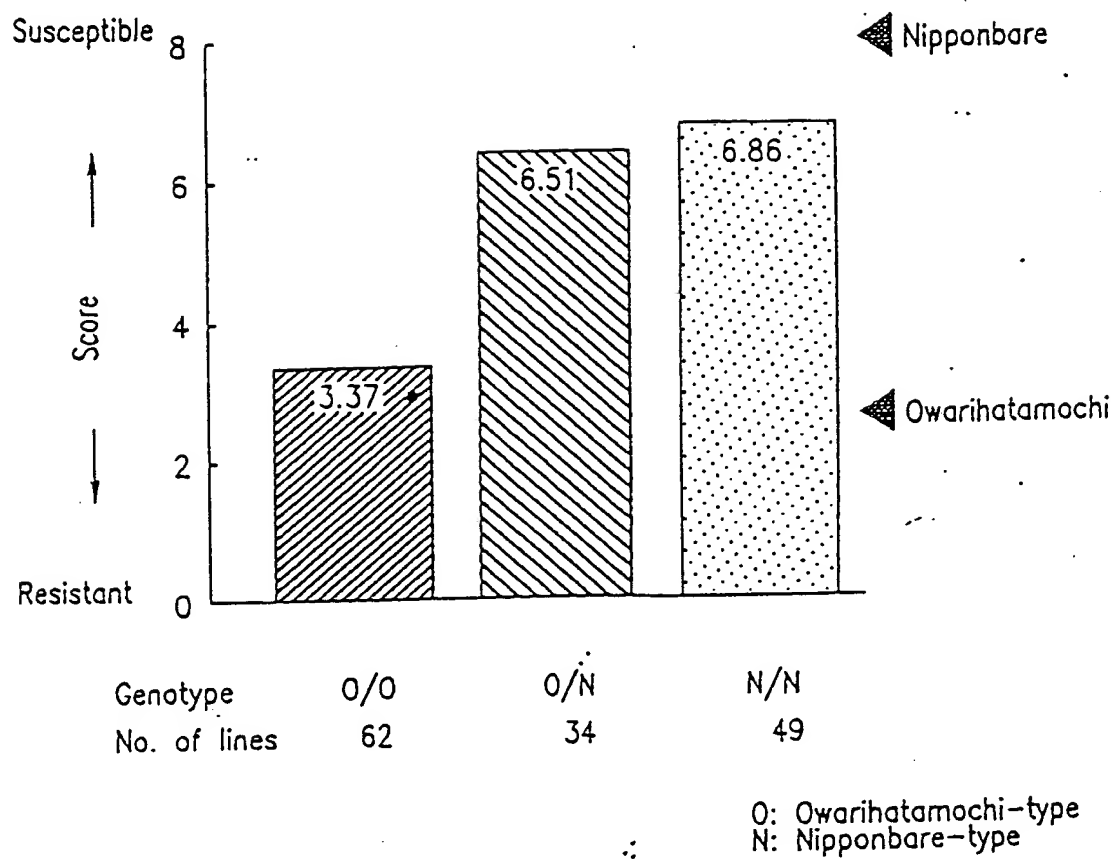 Susceptible 8
Nipponbare
6.86
6
6.51
Score
4
3.37
Owarihatamochi
2
Resistant 0
Genotype O/O O/N N/N
No. of lines 62 34 49
O: Owarihatamochi-type
N: Nipponbare-type